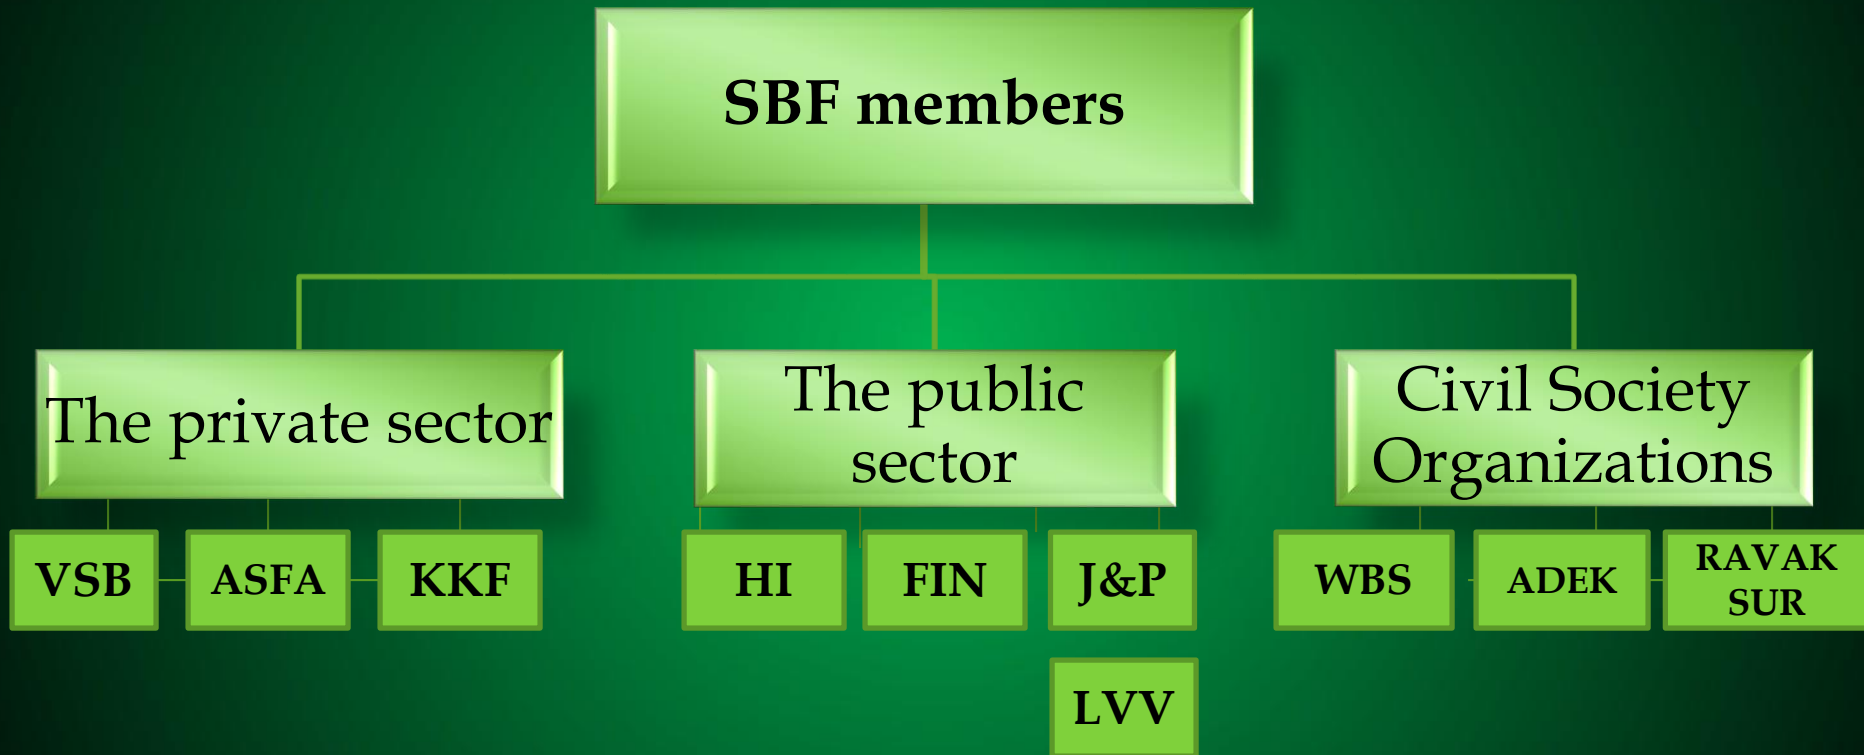 SBF members
The private sector
The public
sector
Civil Society
Organizations
VSB
ASFA
KKF
HI
FIN
J&P
LVV
WBS
ADEK
RAVAK
SUR